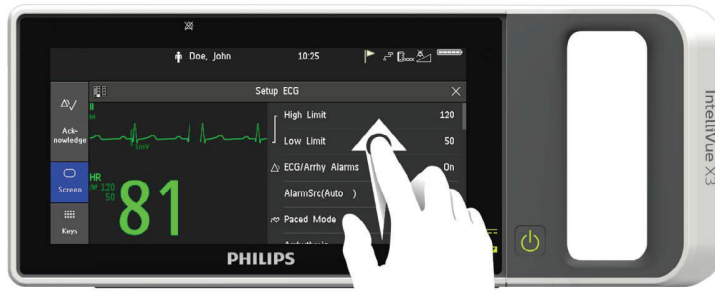 Doe, John 10:25
Setup ECG
II
Ack-
nowledge
1mV
High Limit 120
Low Limit 50
ECG/Arrhy Alarms On
AlarmSrc(Auto )
Paced Mode
HR
120
50
81
Screen
Keys
PHILIPS
IntelliVue X3